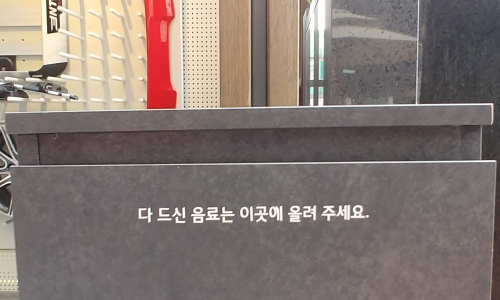 다 드신 음료는 이곳에 올려 주세요.